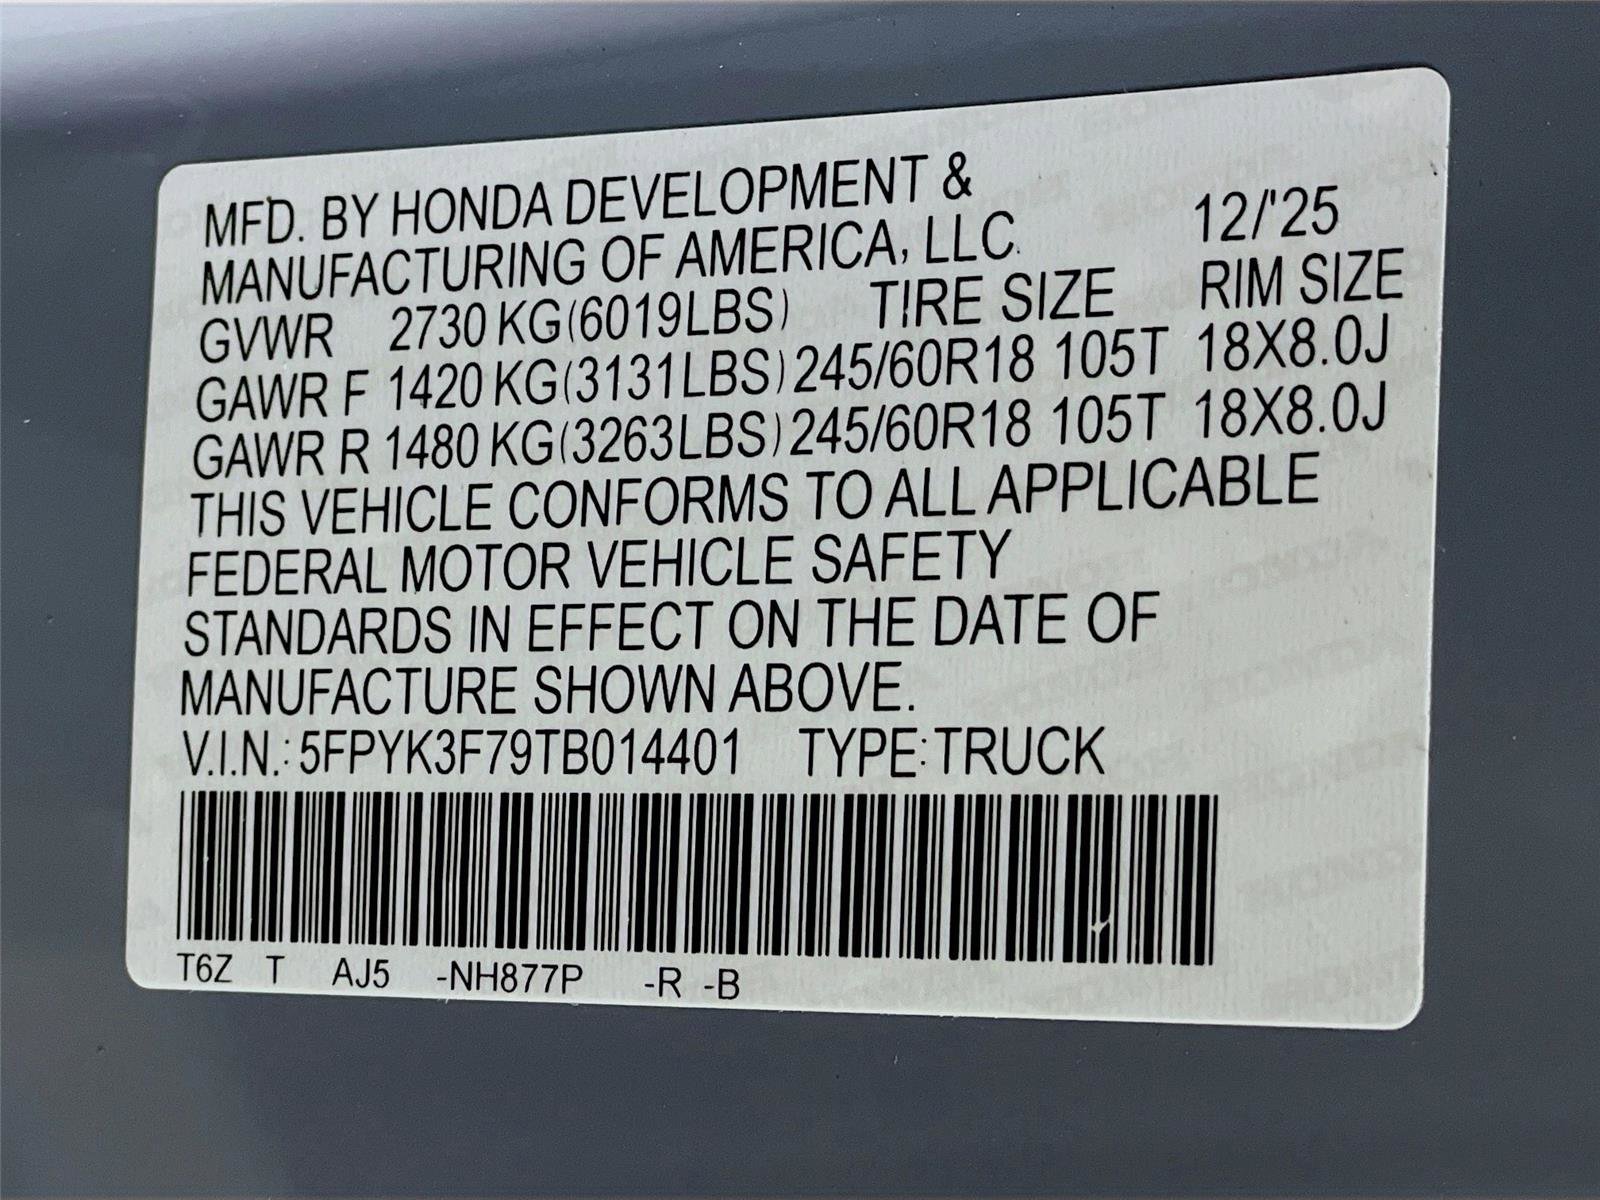 MFD. BY HONDA DEVELOPMENT &
MANUFACTURING OF AMERICA, LLC. 12/'25
GVWR 2730 KG(6019LBS) TIRE SIZE RIM SIZE
GAWR F 1420 KG(3131LBS) 245/60R18 105T 18X8.0J
GAWR R 1480 KG(3263LBS) 245/60R18 105T 18X8.0J
THIS VEHICLE CONFORMS TO ALL APPLICABLE
FEDERAL MOTOR VEHICLE SAFETY
STANDARDS IN EFFECT ON THE DATE OF
MANUFACTURE SHOWN ABOVE.
V.I.N.: 5FPYK3F79TB014401 TYPE: TRUCK
T6Z T AJ5 -NH877P -R -B